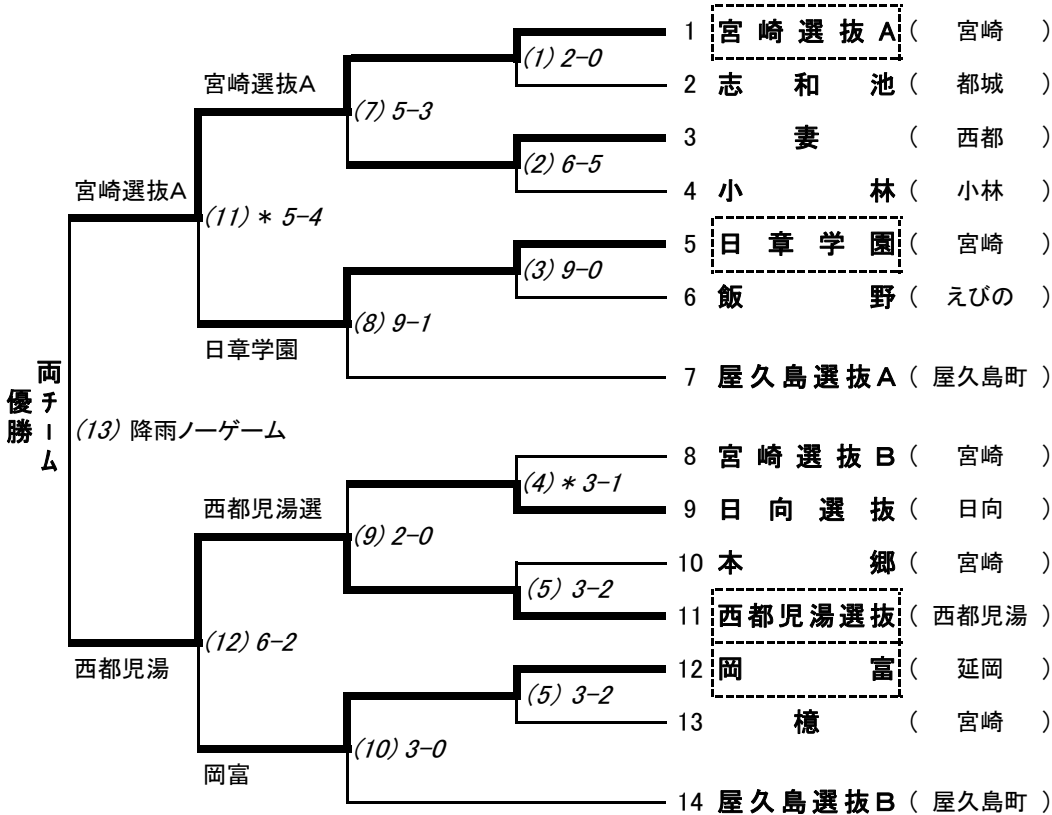 1 宮崎選抜A ( 宮崎 )
(1) 2-0
宮崎選抜A
2 志和池 ( 都城 )
(7) 5-3
3 妻 ( 西都 )
(2) 6-5
宮崎選抜A
4 小林 ( 小林 )
(11) * 5-4
5 日章学園 ( 宮崎 )
(3) 9-0
6 飯野 ( えびの )
(8) 9-1
日章学園
7 屋久島選抜A ( 屋久島町 )
両チーム
優勝
(13) 降雨ノーゲーム
8 宮崎選抜B ( 宮崎 )
(4) * 3-1
西都児湯選
9 日向選抜 ( 日向 )
(9) 2-0
10 本郷 ( 宮崎 )
(5) 3-2
11 西都児湯選抜 ( 西都児湯 )
(12) 6-2
西都児湯
12 岡富 ( 延岡 )
(5) 3-2
13 檍 ( 宮崎 )
(10) 3-0
岡富
14 屋久島選抜B ( 屋久島町 )